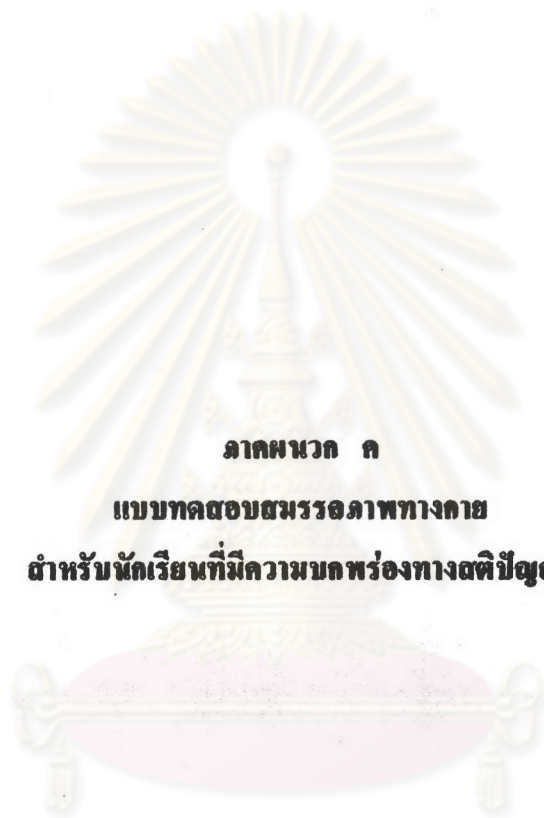 ภาคผนวก ค
แบบทดสอบสมรรถภาพทางกาย
สำหรับนักเรียนที่มีความบกพร่องทางสติปัญ